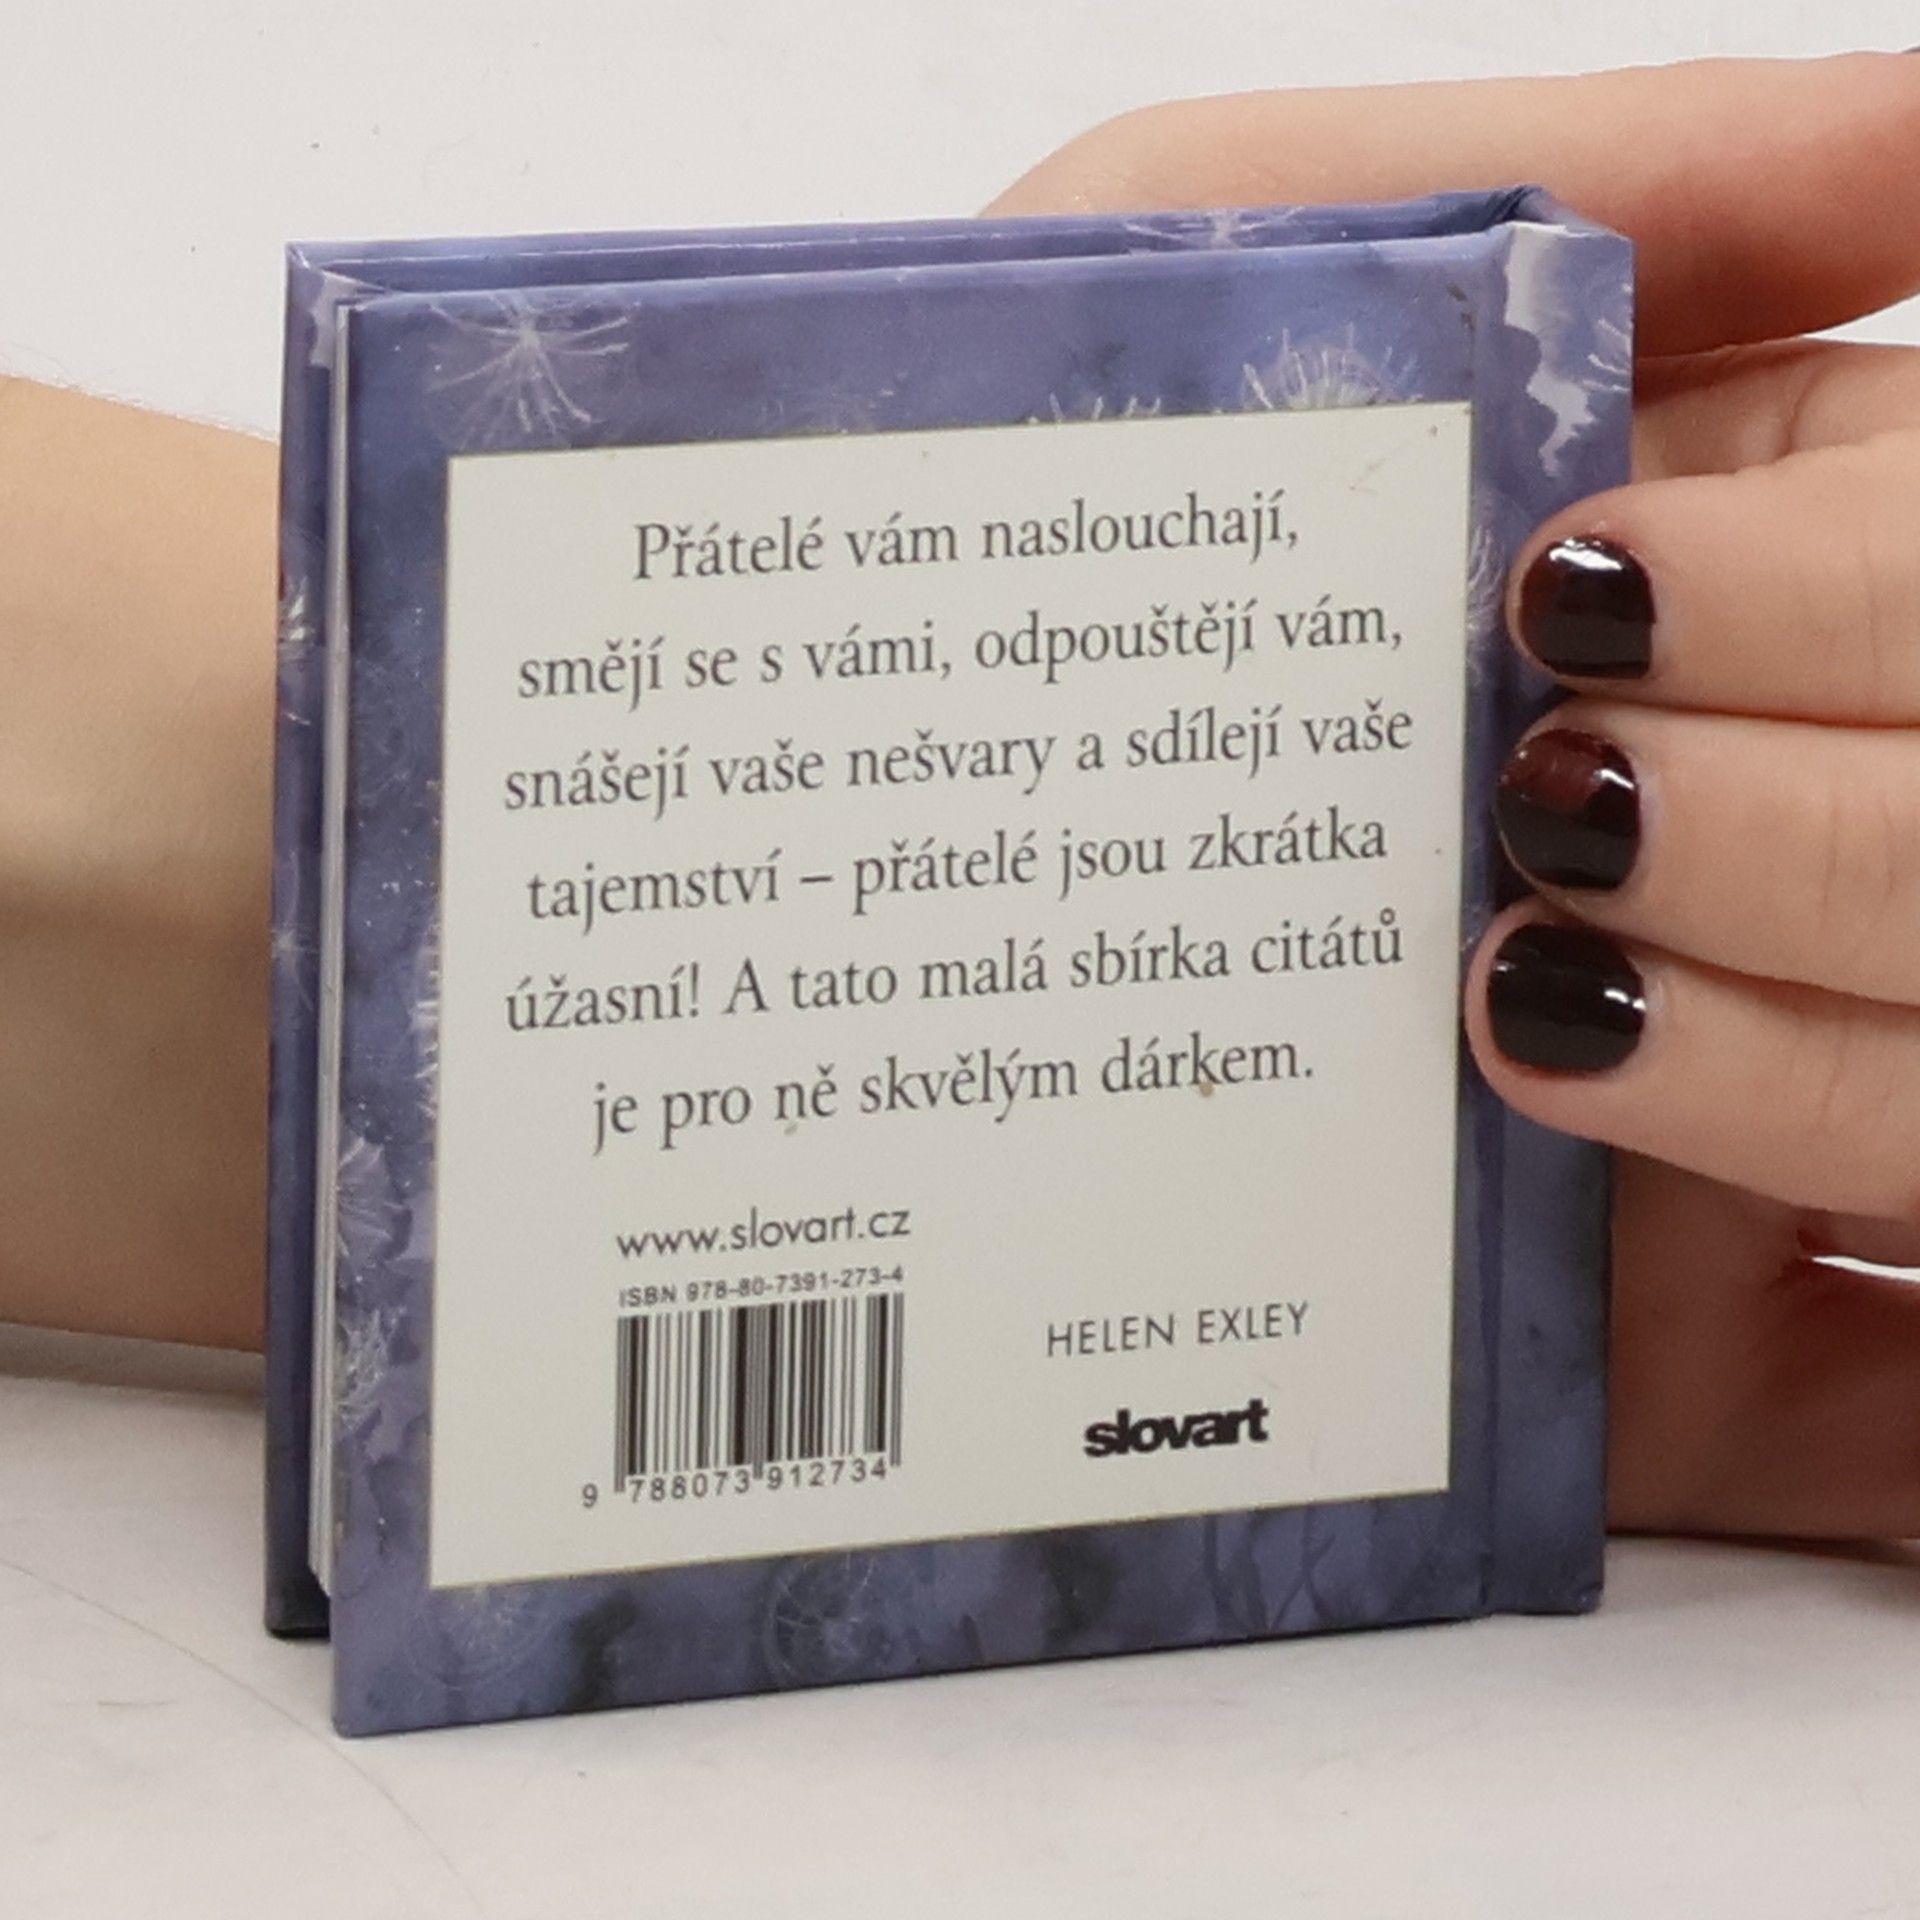 Přátelé vám naslouchají,
smějí se s vámi, odpouštějí vám,
snášejí vaše nešvary a sdílejí vaše
tajemství – přátelé jsou zkrátka
úžasní! A tato malá sbírka citátů
je pro ně skvělým dárkem.
www.slovart.cz
ISBN 978-80-7391-273-4
9 788073 912734
HELEN EXLEY
slovart